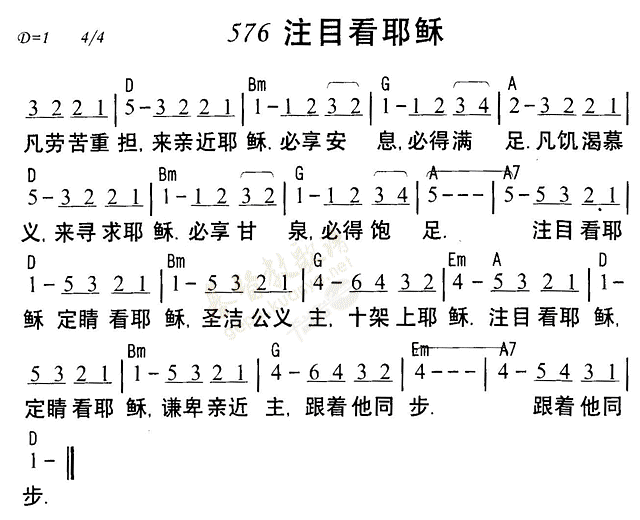 576 注目看耶稣
D=1 4/4
D Bm G A
3 2 2 1 | 5 - 3 2 2 1 | 1 - 1 2 3 2 | 1 - 1 2 3 4 | 2 - 3 2 2 1 |
凡劳苦重担,来亲近耶稣.必享安息,必得满足.凡饥渴慕
D Bm G A A7
5 - 3 2 2 1 | 1 - 1 2 3 2 | 1 - 1 2 3 4 | 5 - - - | 5 - 5 3 2 1 |
义,来寻求耶稣.必享甘泉,必得饱足.注目看耶
D Bm G Em A D
1 - 5 3 2 1 | 1 - 5 3 2 1 | 4 - 6 4 3 2 | 4 - 5 3 2 1 | 1 -
稣 定睛看耶稣,圣洁公义主,十架上耶稣.注目看耶稣,
Bm G Em A7
5 3 2 1 | 1 - 5 3 2 1 | 4 - 6 4 3 2 | 4 - - - | 4 - 5 4 3 1 |
定睛看耶稣,谦卑亲近主,跟着他同步.跟着他同
D
1 - ‖
步.